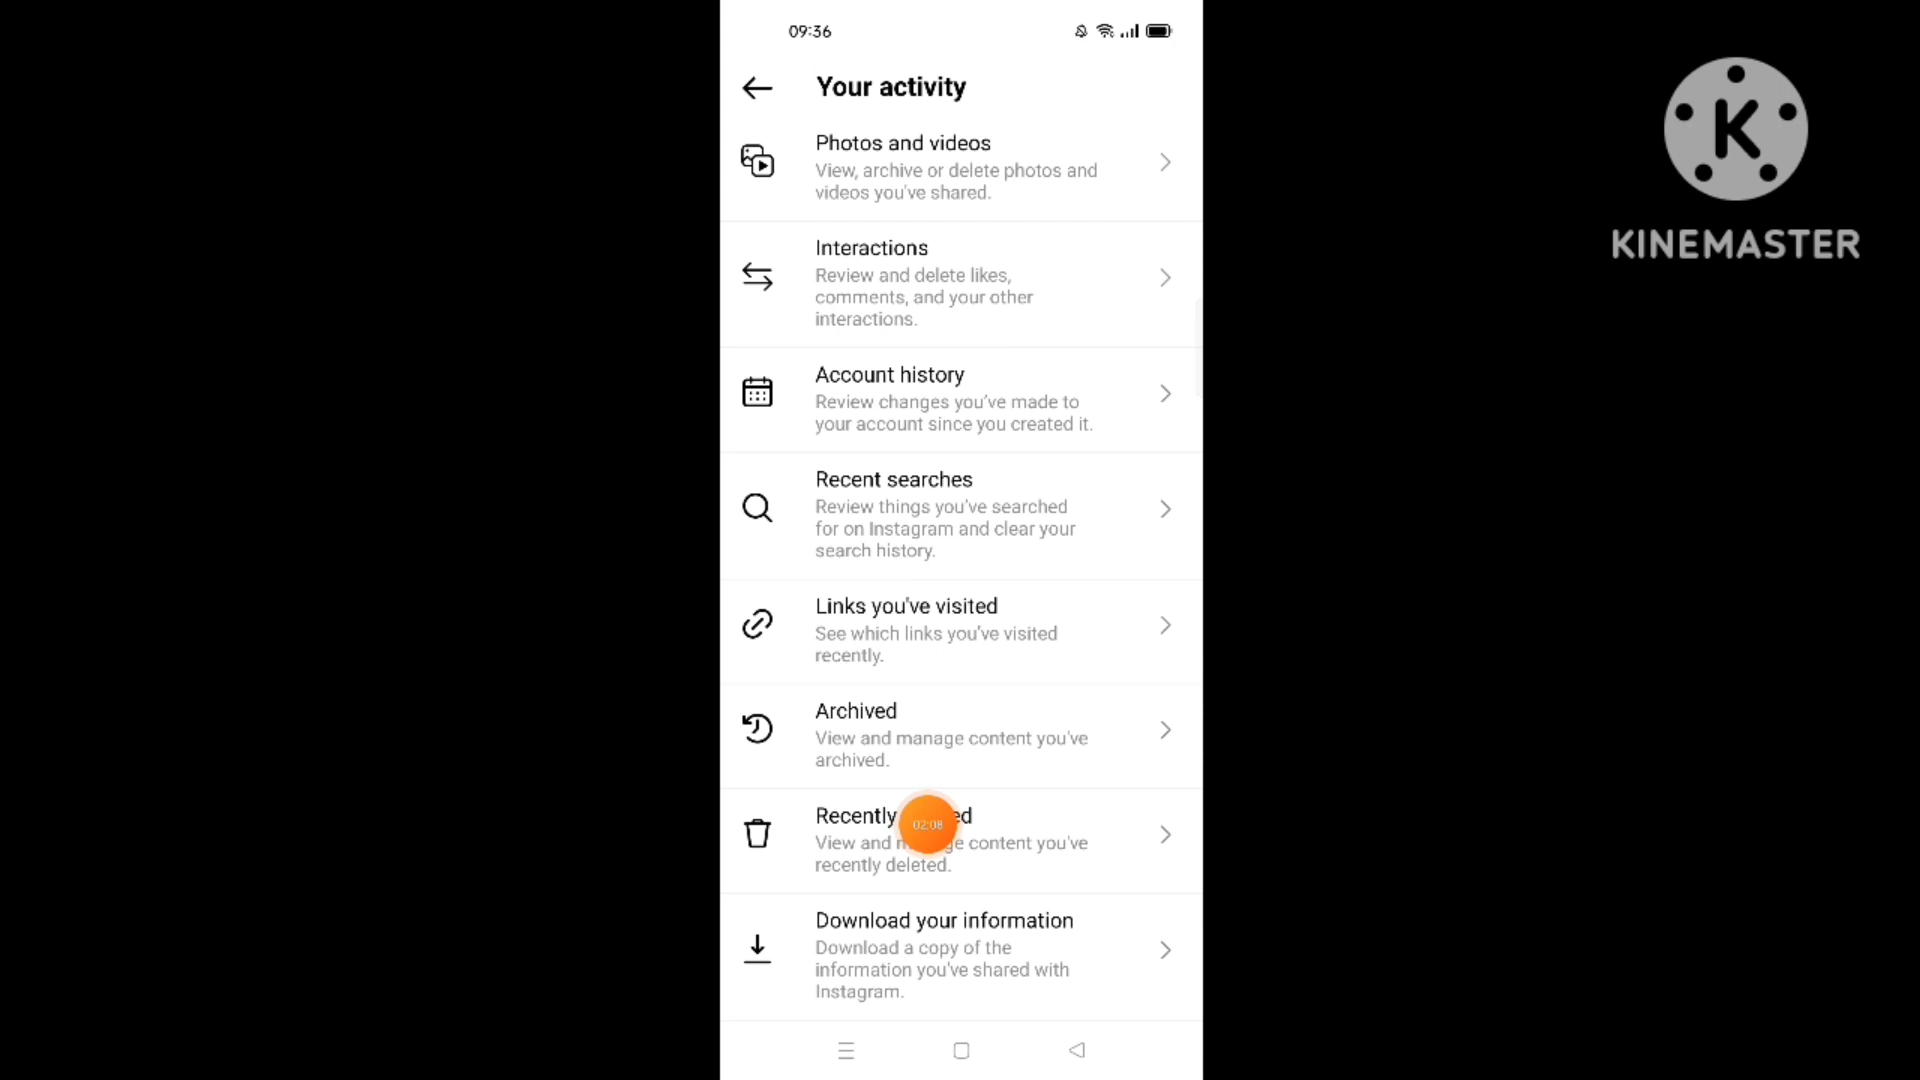 09:36
Your activity
Photos and videos
View, archive or delete photos and
videos you've shared.
Interactions
Review and delete likes,
comments, and your other
interactions.
Account history
Review changes you've made to
your account since you created it.
Recent searches
Review things you've searched
for on Instagram and clear your
search history.
Links you've visited
See which links you've visited
recently.
Archived
View and manage content you've
archived.
Recently
02:08
View and content you've
recently deleted.
Download your information
Download a copy of the
information you've shared with
Instagram.
K
KINEMASTER